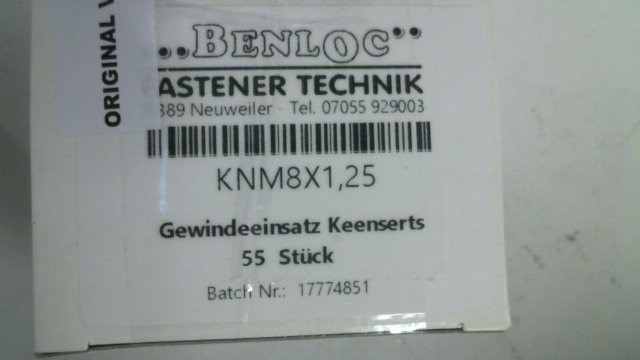 ORIGINAL
..BENLOC..
ASTENER TECHNIK
389 Neuweiler · Tel. 07055 929003
KNM8X1,25
Gewindeeinsatz Keenserts
55 Stück
Batch Nr.: 17774851